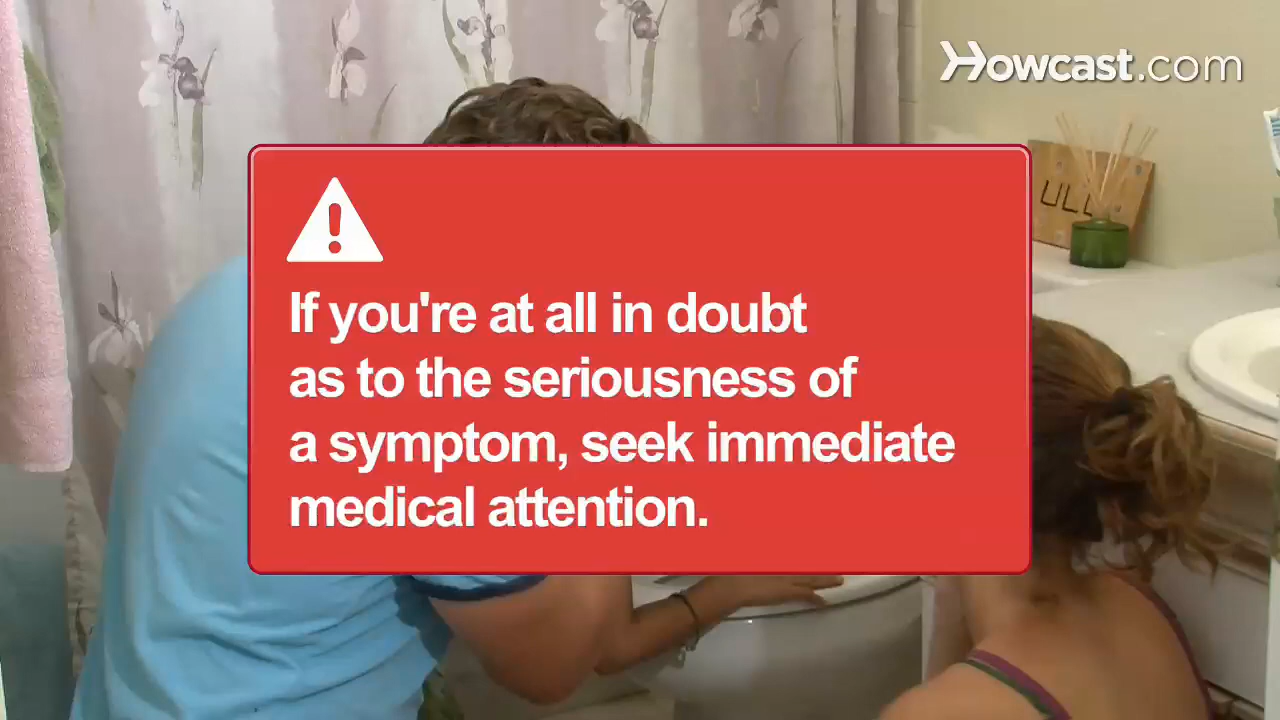 Howcast.com
If you're at all in doubt
as to the seriousness of
a symptom, seek immediate
medical attention.